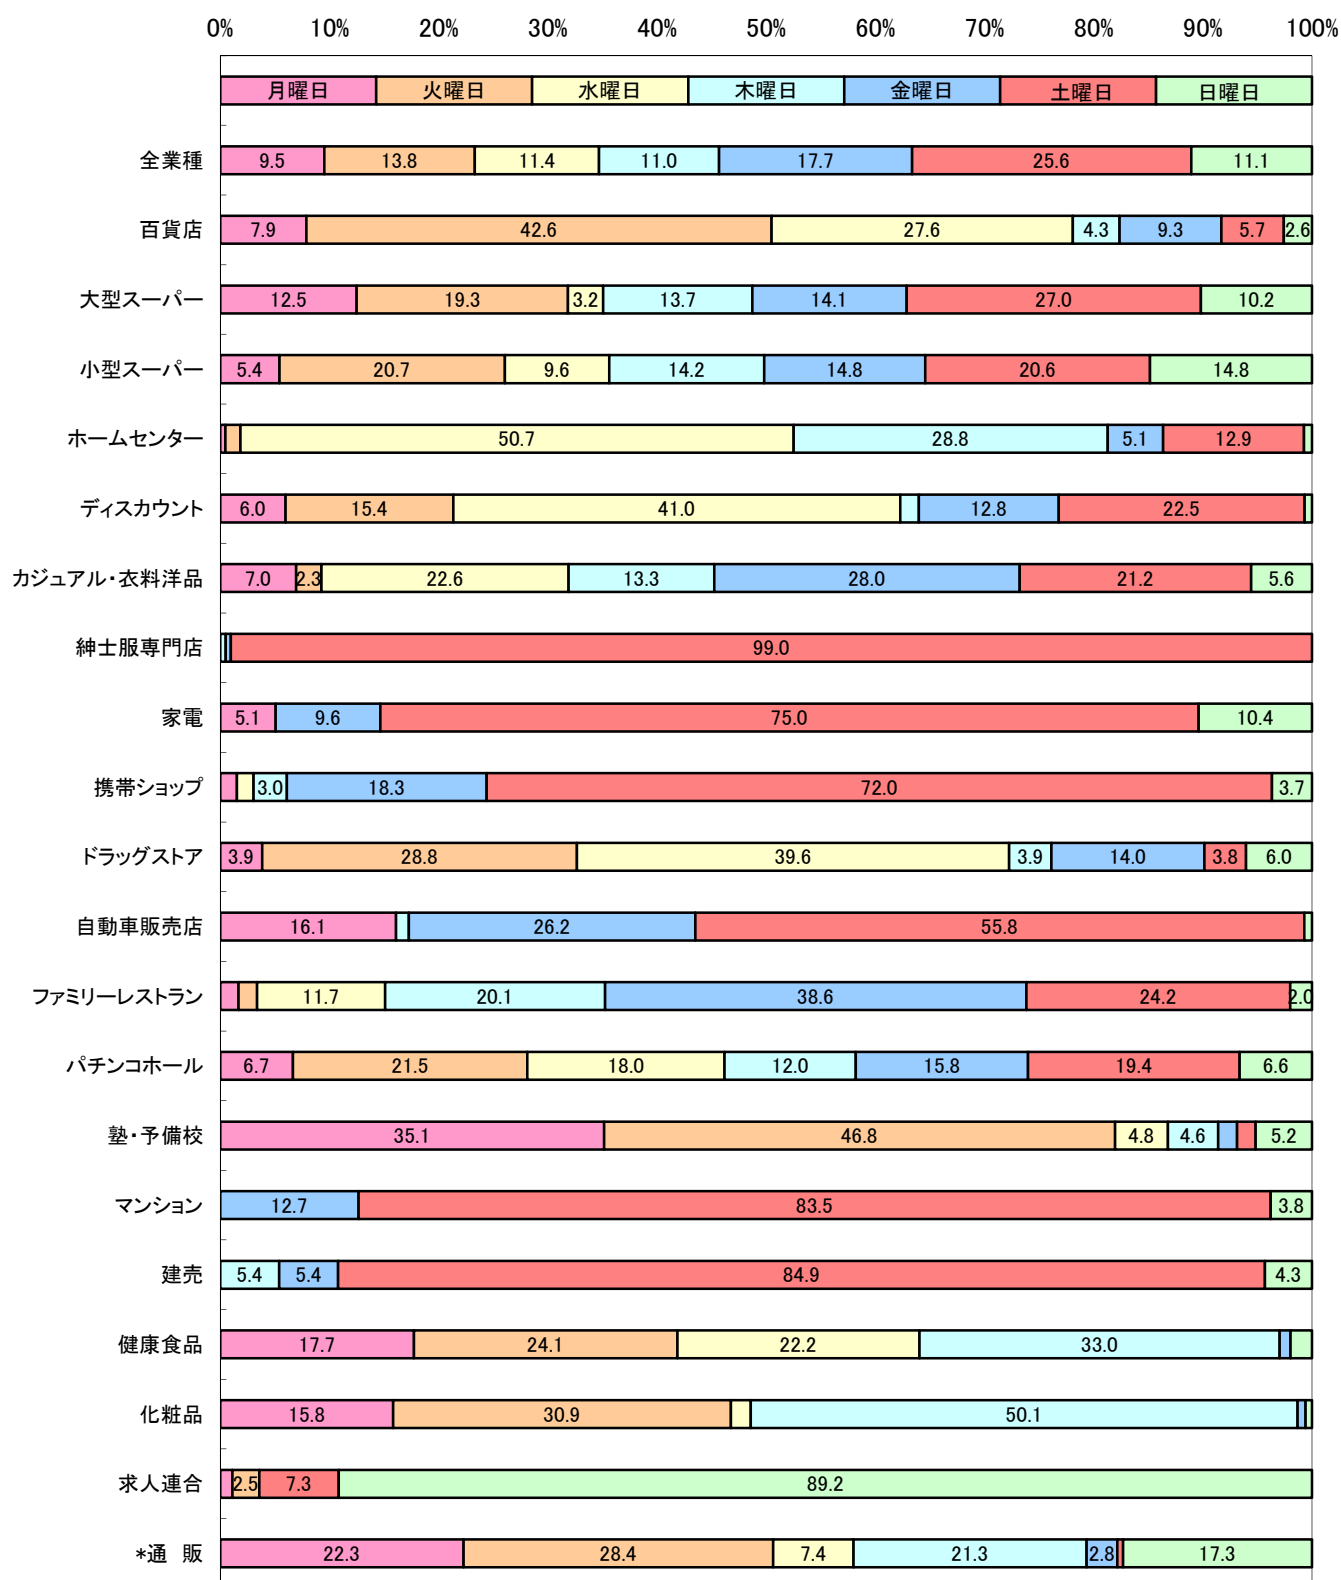 0% 10% 20% 30% 40% 50% 60% 70% 80% 90% 100%
月曜日 火曜日 水曜日 木曜日 金曜日 土曜日 日曜日
全業種 9.5 13.8 11.4 11.0 17.7 25.6 11.1
百貨店 7.9 42.6 27.6 4.3 9.3 5.7 2.6
大型スーパー 12.5 19.3 3.2 13.7 14.1 27.0 10.2
小型スーパー 5.4 20.7 9.6 14.2 14.8 20.6 14.8
ホームセンター 50.7 28.8 5.1 12.9
ディスカウント 6.0 15.4 41.0 12.8 22.5
カジュアル・衣料洋品 7.0 2.3 22.6 13.3 28.0 21.2 5.6
紳士服専門店 99.0
家電 5.1 9.6 75.0 10.4
携帯ショップ 3.0 18.3 72.0 3.7
ドラッグストア 3.9 28.8 39.6 3.9 14.0 3.8 6.0
自動車販売店 16.1 26.2 55.8
ファミリーレストラン 11.7 20.1 38.6 24.2 2.0
パチンコホール 6.7 21.5 18.0 12.0 15.8 19.4 6.6
塾・予備校 35.1 46.8 4.8 4.6 5.2
マンション 12.7 83.5 3.8
建売 5.4 5.4 84.9 4.3
健康食品 17.7 24.1 22.2 33.0
化粧品 15.8 30.9 50.1
求人連合 2.5 7.3 89.2
*通　販 22.3 28.4 7.4 21.3 2.8 17.3